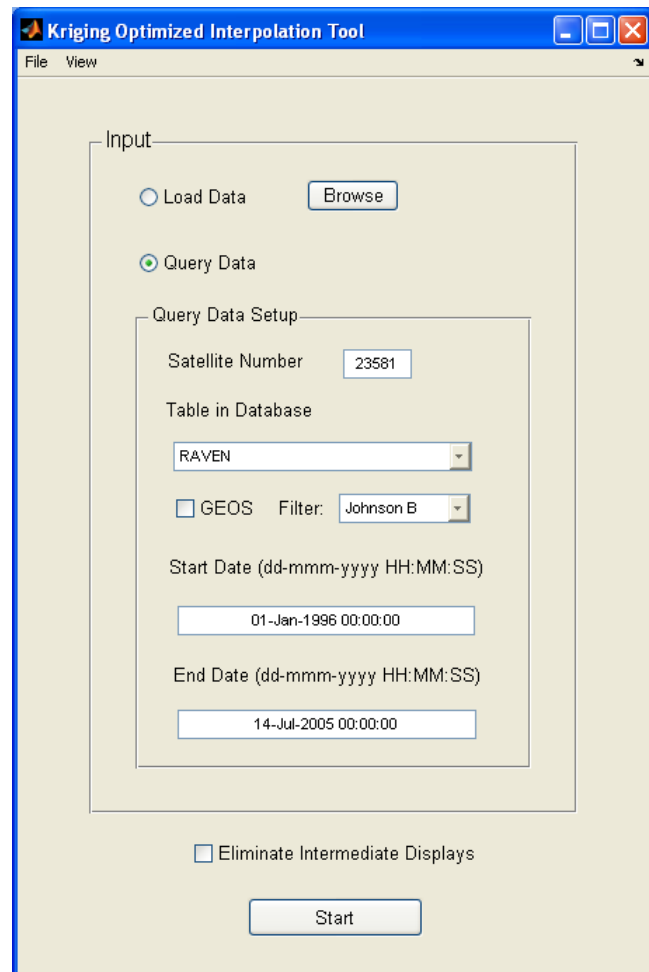 Kriging Optimized Interpolation Tool
File View
Input
Load Data Browse
Query Data
Query Data Setup
Satellite Number 23581
Table in Database
RAVEN
GEOS Filter: Johnson B
Start Date (dd-mmm-yyyy HH:MM:SS)
01-Jan-1996 00:00:00
End Date (dd-mmm-yyyy HH:MM:SS)
14-Jul-2005 00:00:00
Eliminate Intermediate Displays
Start